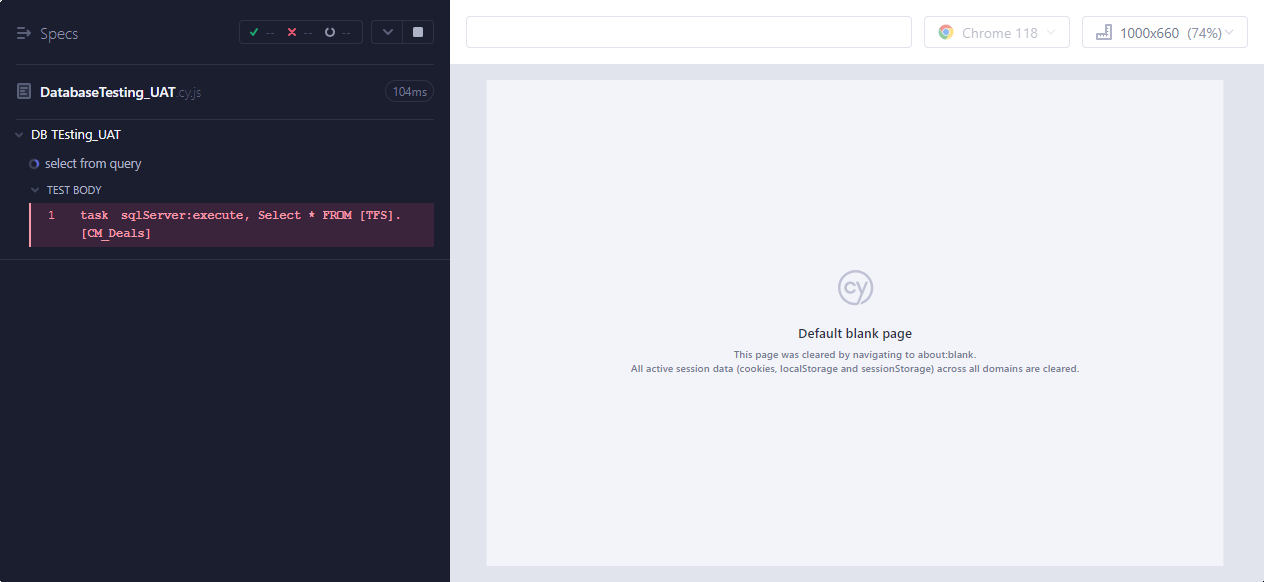 Specs
-- -- --
DatabaseTesting_UAT.cy.js
104ms
DB TEsting_UAT
select from query
TEST BODY
1 task sqlServer:execute, Select * FROM [TFS].
[CM_Deals]
Chrome 118
1000x660 (74%)
cy
Default blank page
This page was cleared by navigating to about:blank.
All active session data (cookies, localStorage and sessionStorage) across all domains are cleared.